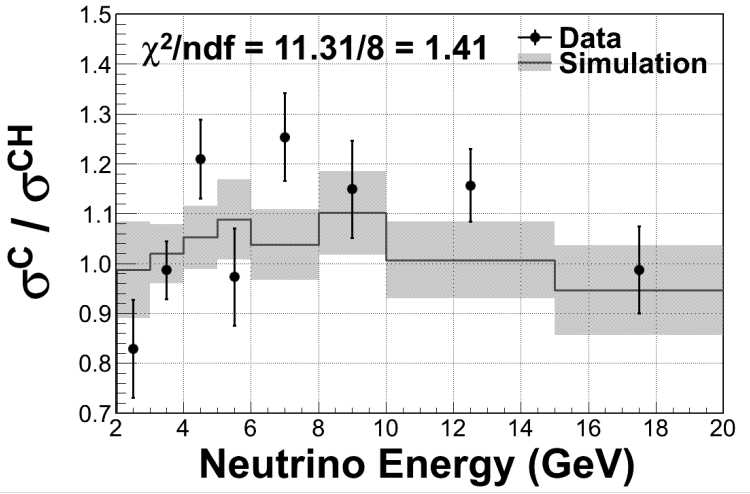 1.5
χ²/ndf = 11.31/8 = 1.41
Data
Simulation
1.4
1.3
1.2
1.1
1.0
0.9
0.8
0.7
σ^C / σ^CH
2 4 6 8 10 12 14 16 18 20
Neutrino Energy (GeV)